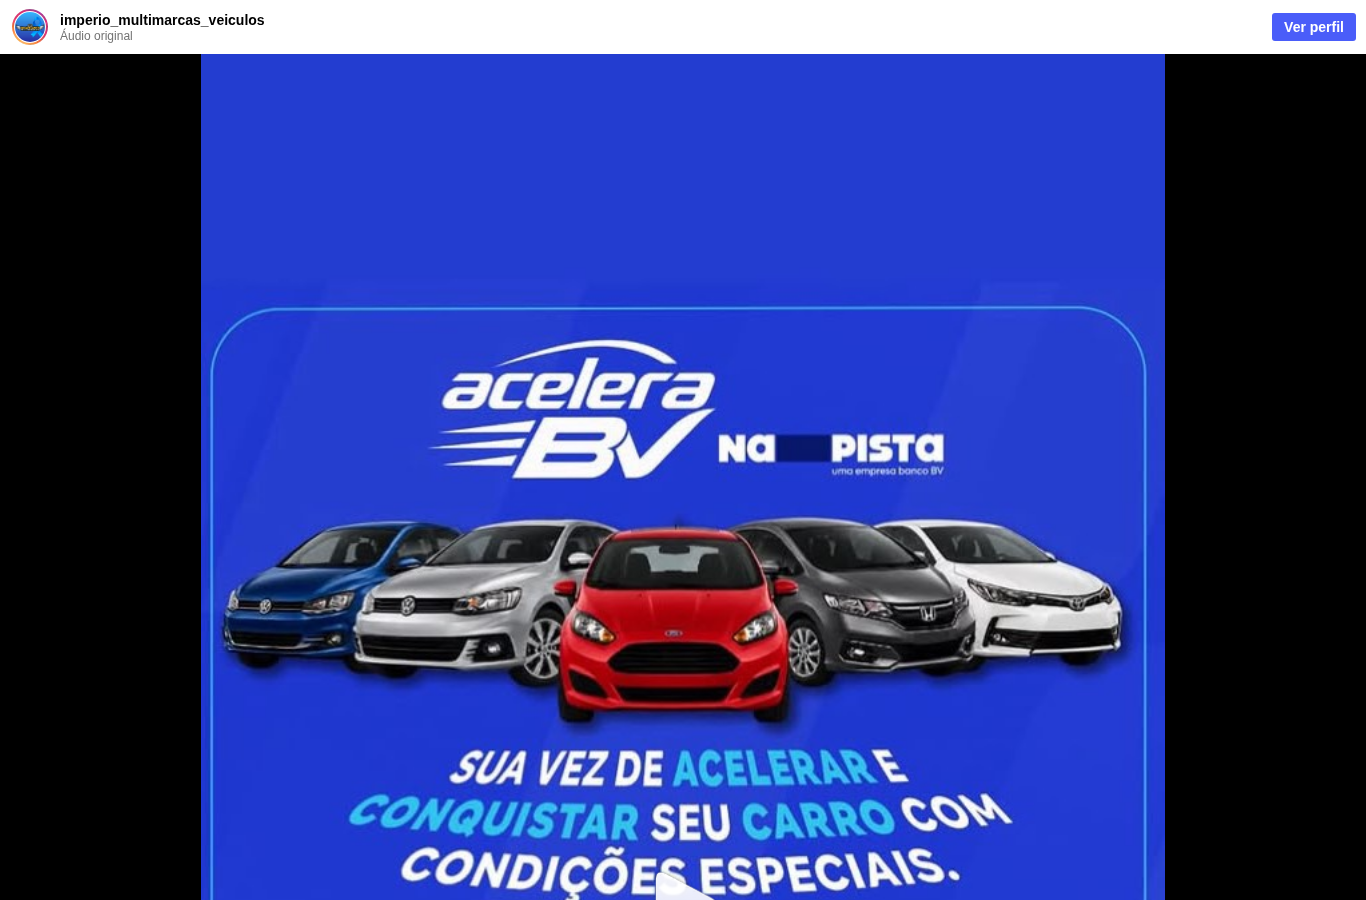 imperio_multimarcas_veiculos
Áudio original
Ver perfil
acelera
BV
Na PISTA
uma empresa banco BV
SUA VEZ DE ACELERAR E
CONQUISTAR SEU CARRO COM
CONDIÇÕES ESPECIAIS.